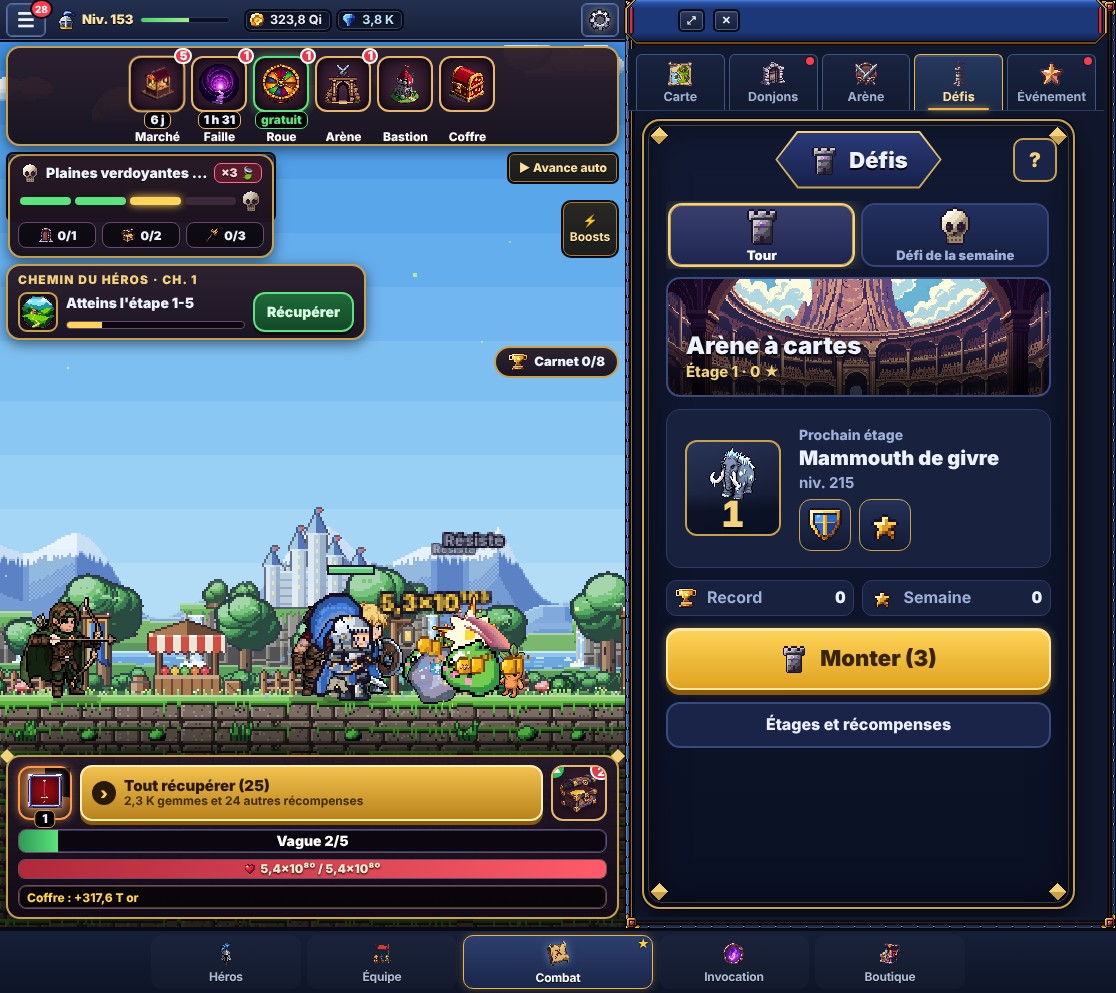 28
Niv. 153
323,8 Qi
3,8 K
5
1
1
1
6 j
1 h 31
gratuit
Marché
Faille
Roue
Arène
Bastion
Coffre
Plaines verdoyantes ...
×3
0/1
0/2
0/3
Avance auto
Boosts
CHEMIN DU HÉROS · CH. 1
Atteins l'étape 1-5
Récupérer
Carnet 0/8
Résiste
Résiste
1
Tout récupérer (25)
2,3 K gemmes et 24 autres récompenses
2
Vague 2/5
5,4×10⁸⁰ / 5,4×10⁸⁰
Coffre : +317,6 T or
Carte
Donjons
Arène
Défis
Événement
Défis
?
Tour
Défi de la semaine
Arène à cartes
Étage 1 · 0 ★
1
Prochain étage
Mammouth de givre
niv. 215
Record
0
Semaine
0
Monter (3)
Étages et récompenses
Héros
Équipe
Combat
Invocation
Boutique